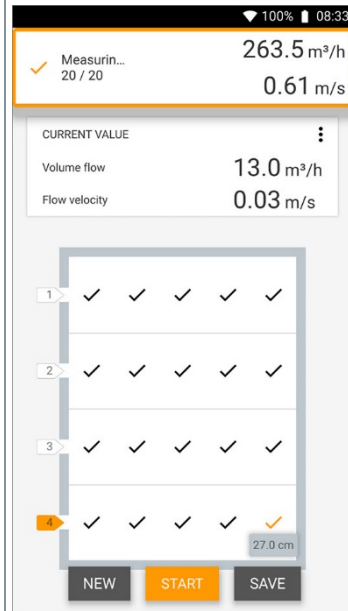 100% 08:33
Measurin... 263.5 m³/h
20 / 20 0.61 m/s
CURRENT VALUE
Volume flow 13.0 m³/h
Flow velocity 0.03 m/s
1
2
3
4
27.0 cm
NEW START SAVE